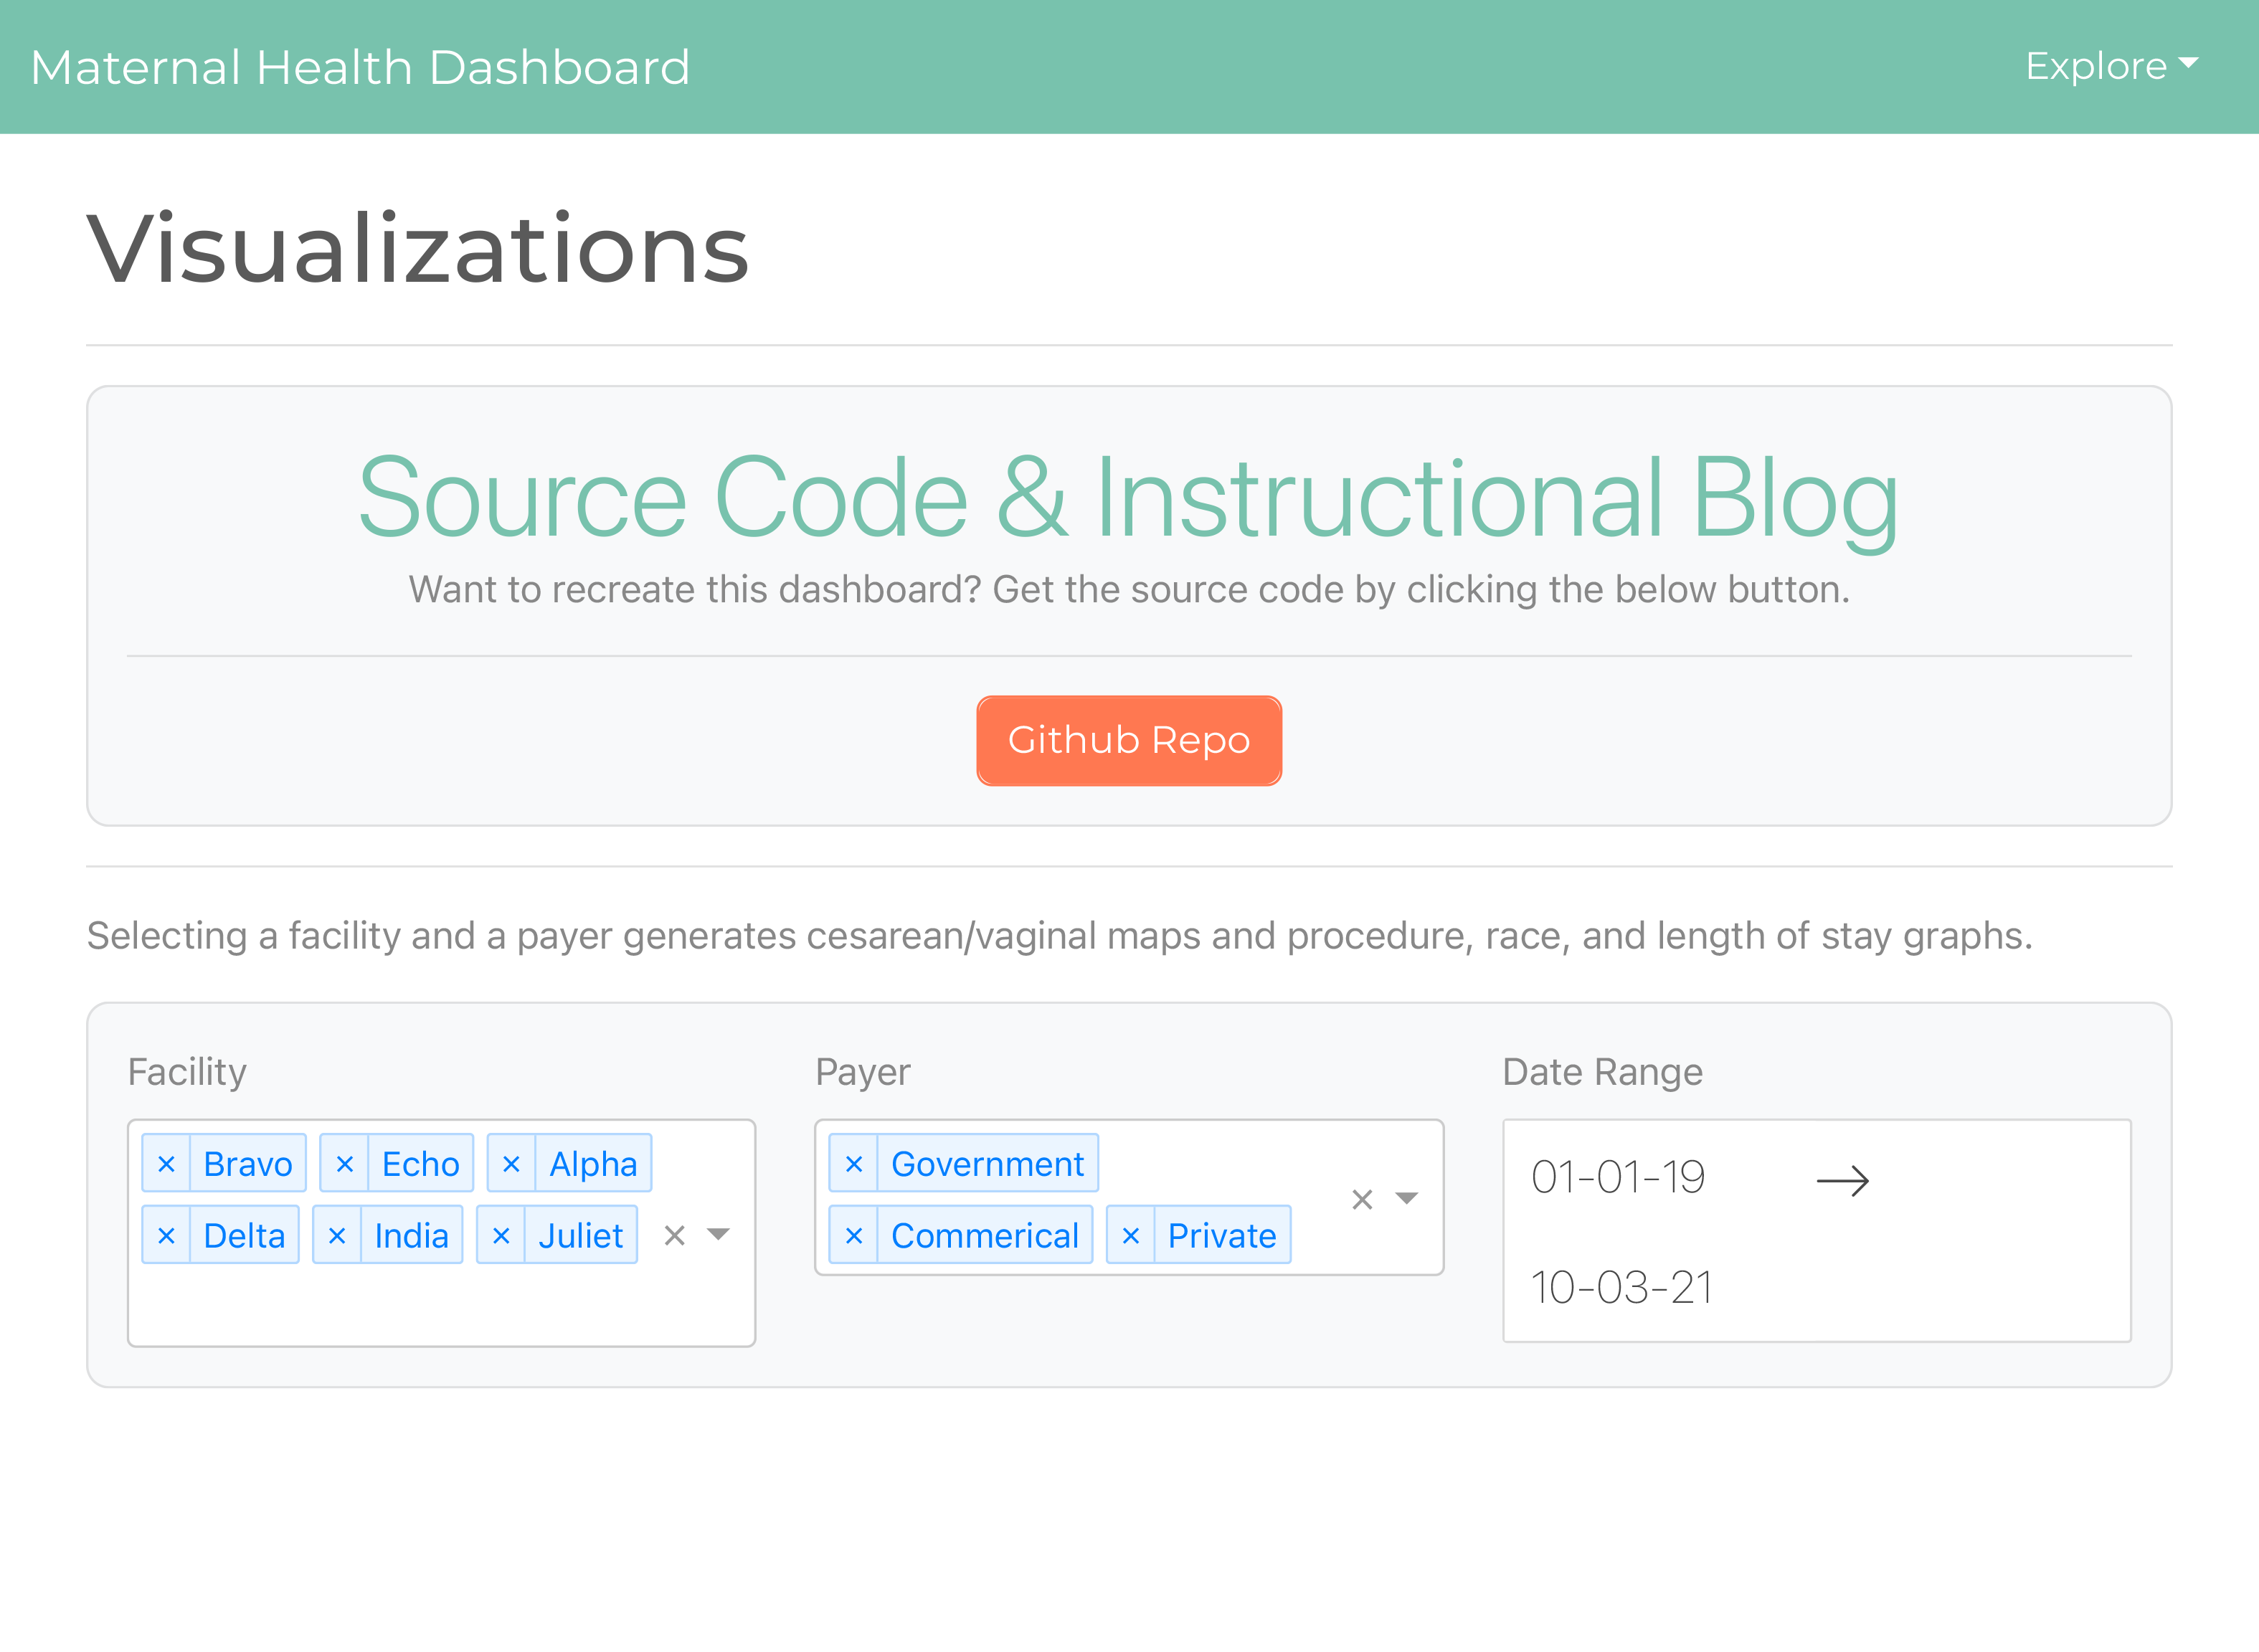 Maternal Health Dashboard
Explore
Visualizations
Source Code & Instructional Blog
Want to recreate this dashboard? Get the source code by clicking the below button.
Github Repo
Selecting a facility and a payer generates cesarean/vaginal maps and procedure, race, and length of stay graphs.
Facility
× Bravo × Echo × Alpha
× Delta × India × Juliet ×
Payer
× Government
× Commerical × Private ×
Date Range
01-01-19 →
10-03-21